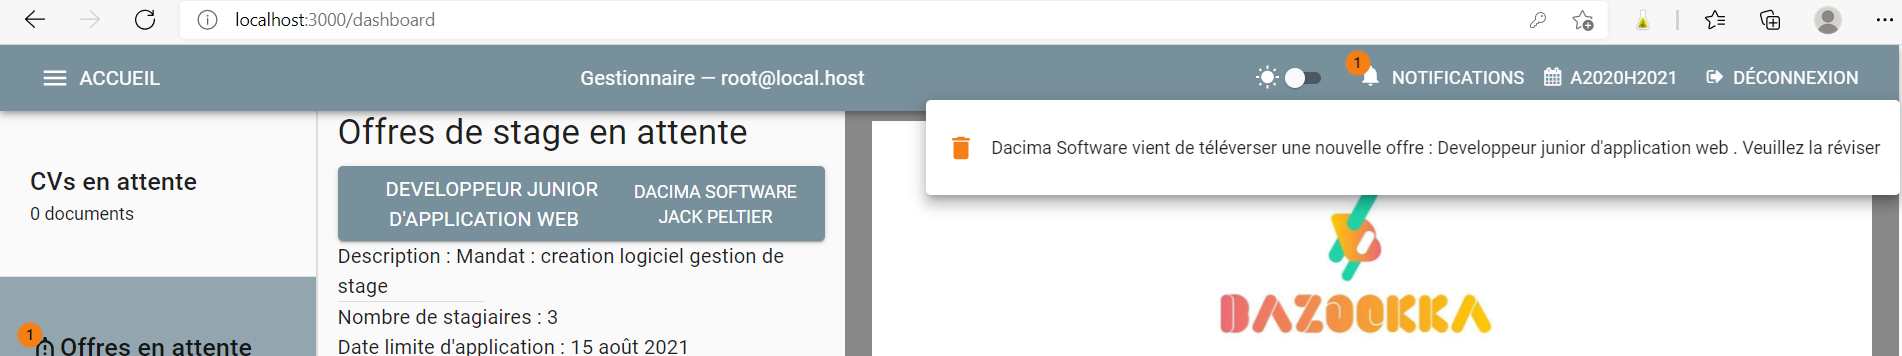 localhost:3000/dashboard
ACCUEIL
Gestionnaire — root@local.host
1
NOTIFICATIONS
A2020H2021
DÉCONNEXION
Dacima Software vient de téléverser une nouvelle offre : Developpeur junior d'application web . Veuillez la réviser
CVs en attente
0 documents
1
Offres en attente
Offres de stage en attente
DEVELOPPEUR JUNIOR
D'APPLICATION WEB
DACIMA SOFTWARE
JACK PELTIER
Description : Mandat : creation logiciel gestion de
stage
Nombre de stagiaires : 3
Date limite d'application : 15 août 2021
BAZOOKKA